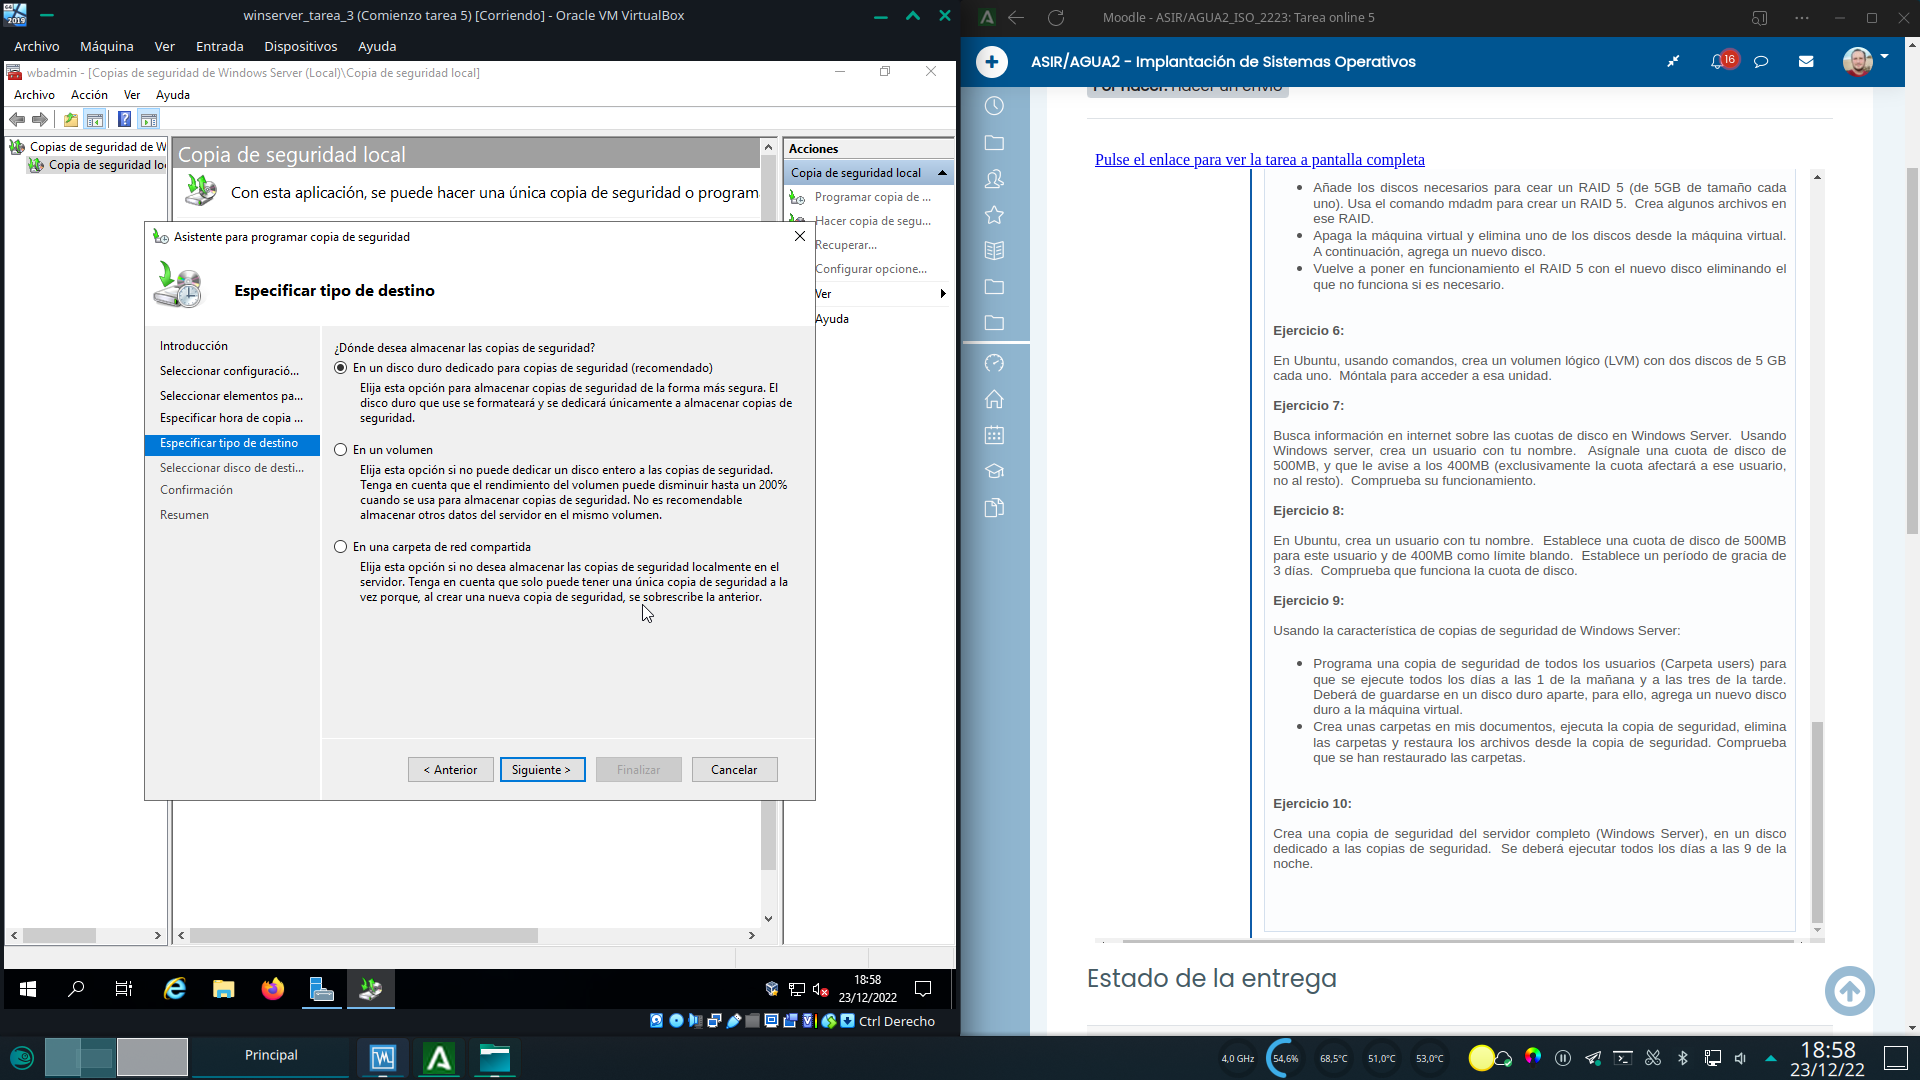 winserver_tarea_3 (Comienzo tarea 5) [Corriendo] - Oracle VM VirtualBox
Archivo Máquina Ver Entrada Dispositivos Ayuda
wbadmin - [Copias de seguridad de Windows Server (Local)\Copia de seguridad local]
Archivo Acción Ver Ayuda
Copias de seguridad de W
Copia de seguridad lo
Copia de seguridad local
Con esta aplicación, se puede hacer una única copia de seguridad o program
Acciones
Copia de seguridad local
Programar copia de ...
Hacer copia de segu...
Recuperar...
Configurar opcione...
Ver
Ayuda
Asistente para programar copia de seguridad
Especificar tipo de destino
Introducción
Seleccionar configuració...
Seleccionar elementos pa...
Especificar hora de copia ...
Especificar tipo de destino
Seleccionar disco de desti...
Confirmación
Resumen
¿Dónde desea almacenar las copias de seguridad?
En un disco duro dedicado para copias de seguridad (recomendado)
Elija esta opción para almacenar copias de seguridad de la forma más segura. El
disco duro que use se formateará y se dedicará únicamente a almacenar copias de
seguridad.
En un volumen
Elija esta opción si no puede dedicar un disco entero a las copias de seguridad.
Tenga en cuenta que el rendimiento del volumen puede disminuir hasta un 200%
cuando se usa para almacenar copias de seguridad. No es recomendable
almacenar otros datos del servidor en el mismo volumen.
En una carpeta de red compartida
Elija esta opción si no desea almacenar las copias de seguridad localmente en el
servidor. Tenga en cuenta que solo puede tener una única copia de seguridad a la
vez porque, al crear una nueva copia de seguridad, se sobrescribe la anterior.
< Anterior
Siguiente >
Finalizar
Cancelar
18:58
23/12/2022
Ctrl Derecho
Moodle - ASIR/AGUA2_ISO_2223: Tarea online 5
ASIR/AGUA2 - Implantación de Sistemas Operativos
16
Por hacer: Hacer un envío
Pulse el enlace para ver la tarea a pantalla completa
Añade los discos necesarios para cear un RAID 5 (de 5GB de tamaño cada
uno). Usa el comando mdadm para crear un RAID 5. Crea algunos archivos en
ese RAID.
Apaga la máquina virtual y elimina uno de los discos desde la máquina virtual.
A continuación, agrega un nuevo disco.
Vuelve a poner en funcionamiento el RAID 5 con el nuevo disco eliminando el
que no funciona si es necesario.
Ejercicio 6:
En Ubuntu, usando comandos, crea un volumen lógico (LVM) con dos discos de 5 GB
cada uno. Móntala para acceder a esa unidad.
Ejercicio 7:
Busca información en internet sobre las cuotas de disco en Windows Server. Usando
Windows server, crea un usuario con tu nombre. Asígnale una cuota de disco de
500MB, y que le avise a los 400MB (exclusivamente la cuota afectará a ese usuario,
no al resto). Comprueba su funcionamiento.
Ejercicio 8:
En Ubuntu, crea un usuario con tu nombre. Establece una cuota de disco de 500MB
para este usuario y de 400MB como límite blando. Establece un período de gracia de
3 días. Comprueba que funciona la cuota de disco.
Ejercicio 9:
Usando la característica de copias de seguridad de Windows Server:
Programa una copia de seguridad de todos los usuarios (Carpeta users) para
que se ejecute todos los días a las 1 de la mañana y a las tres de la tarde.
Deberá de guardarse en un disco duro aparte, para ello, agrega un nuevo disco
duro a la máquina virtual.
Crea unas carpetas en mis documentos, ejecuta la copia de seguridad, elimina
las carpetas y restaura los archivos desde la copia de seguridad. Comprueba
que se han restaurado las carpetas.
Ejercicio 10:
Crea una copia de seguridad del servidor completo (Windows Server), en un disco
dedicado a las copias de seguridad. Se deberá ejecutar todos los días a las 9 de la
noche.
Estado de la entrega
Principal
4,0 GHz
54,6%
68,5°C
51,0°C
53,0°C
18:58
23/12/22